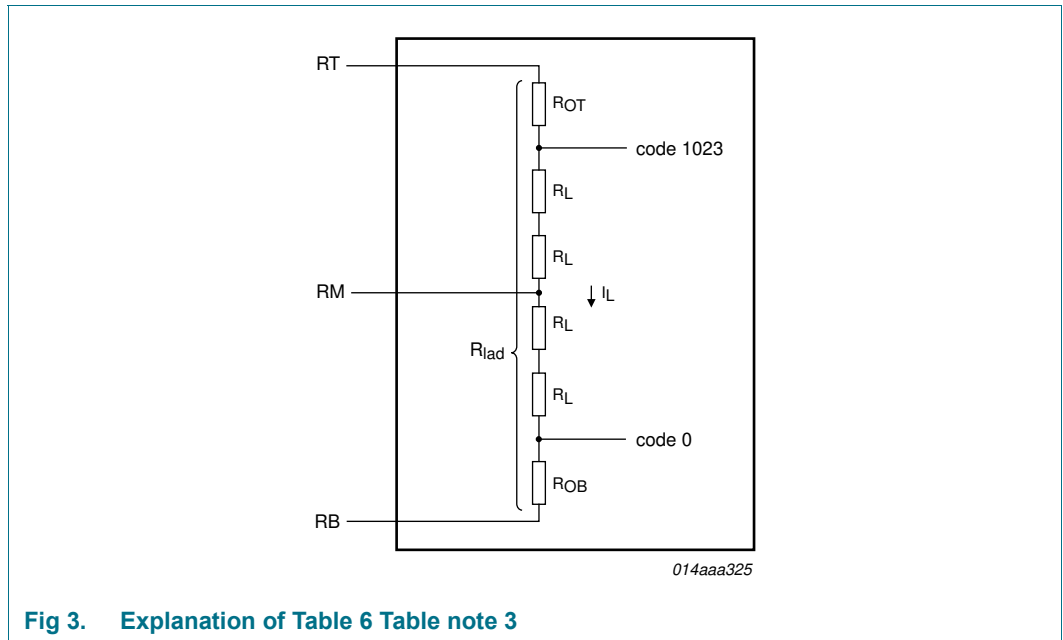 RT
ROT
code 1023
RL
RL
RM
IL
RL
Rlad
RL
code 0
ROB
RB
014aaa325
Fig 3. Explanation of Table 6 Table note 3